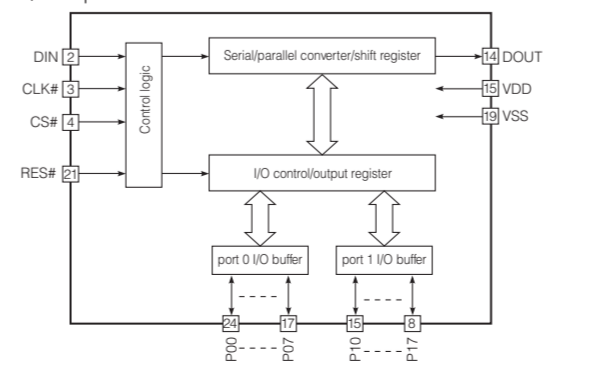 DIN 2
CLK# 3
CS# 4
RES# 21
Control logic
Serial/parallel converter/shift register
14 DOUT
15 VDD
19 VSS
I/O control/output register
port 0 I/O buffer
port 1 I/O buffer
24 17 15 8
P00 P07 P10 P17